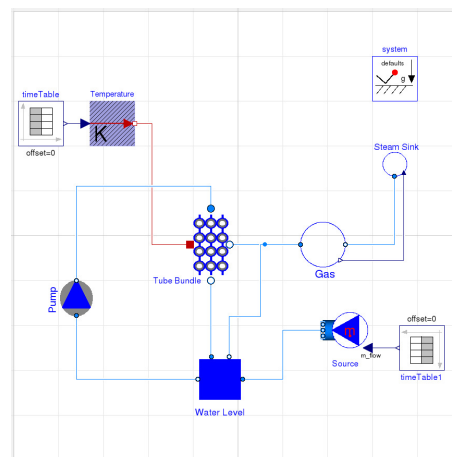 system
defaults
g
timeTable
Temperature
K
offset=0
Steam Sink
Tube Bundle
Gas
Pump
offset=0
m
m_flow
Source
timeTable1
Water Level